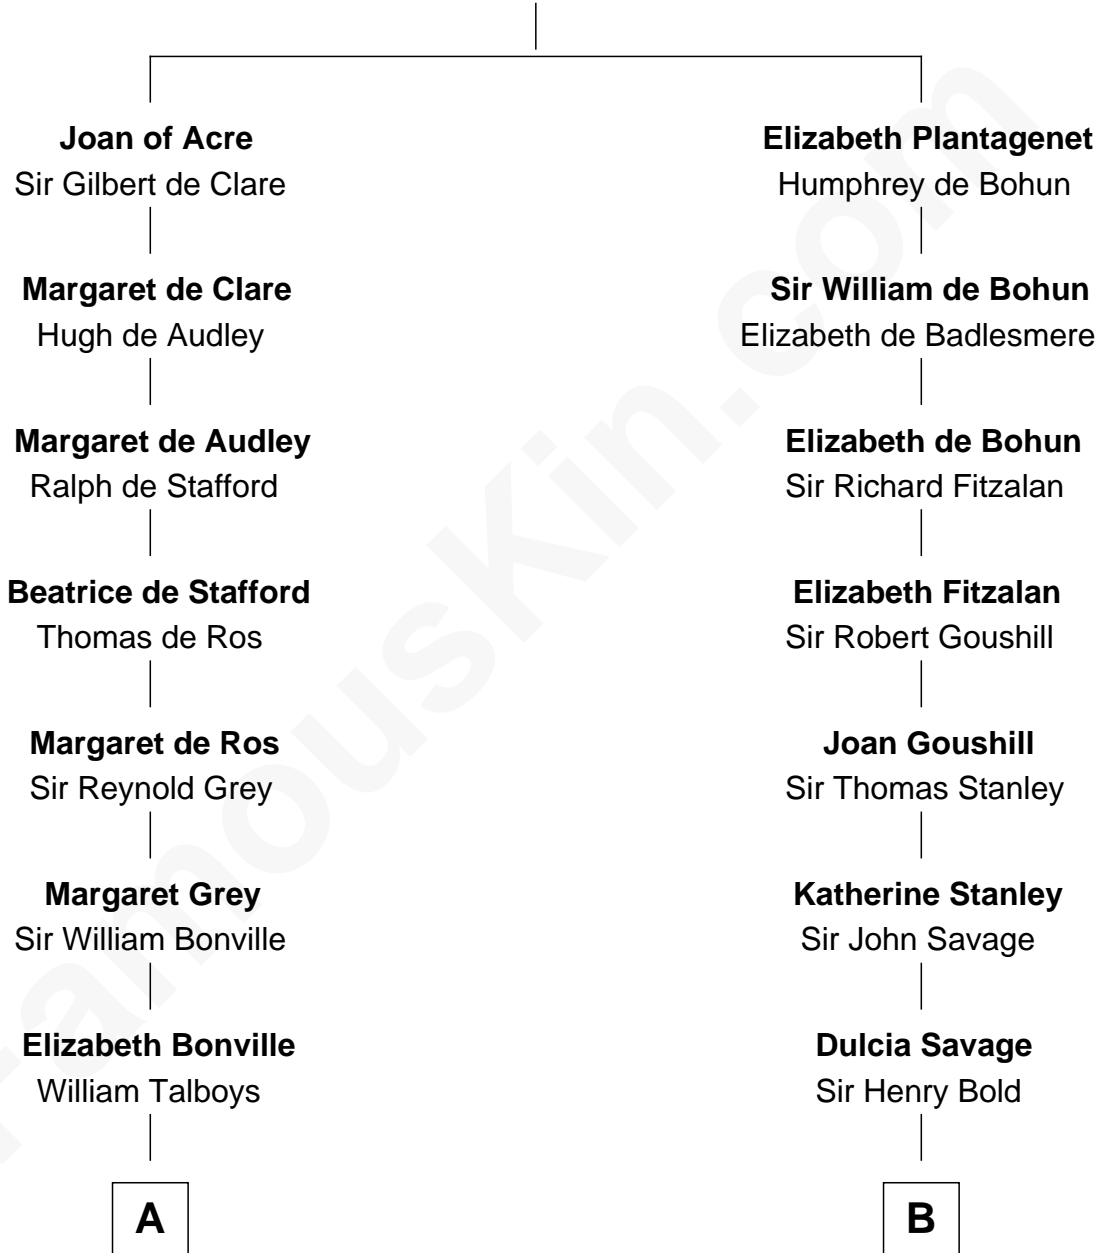 Joan of Acre
Sir Gilbert de Clare
Margaret de Clare
Hugh de Audley
Margaret de Audley
Ralph de Stafford
Beatrice de Stafford
Thomas de Ros
Margaret de Ros
Sir Reynold Grey
Margaret Grey
Sir William Bonville
Elizabeth Bonville
William Talboys
A
Elizabeth Plantagenet
Humphrey de Bohun
Sir William de Bohun
Elizabeth de Badlesmere
Elizabeth de Bohun
Sir Richard Fitzalan
Elizabeth Fitzalan
Sir Robert Goushill
Joan Goushill
Sir Thomas Stanley
Katherine Stanley
Sir John Savage
Dulcia Savage
Sir Henry Bold
B
FamousKin.com